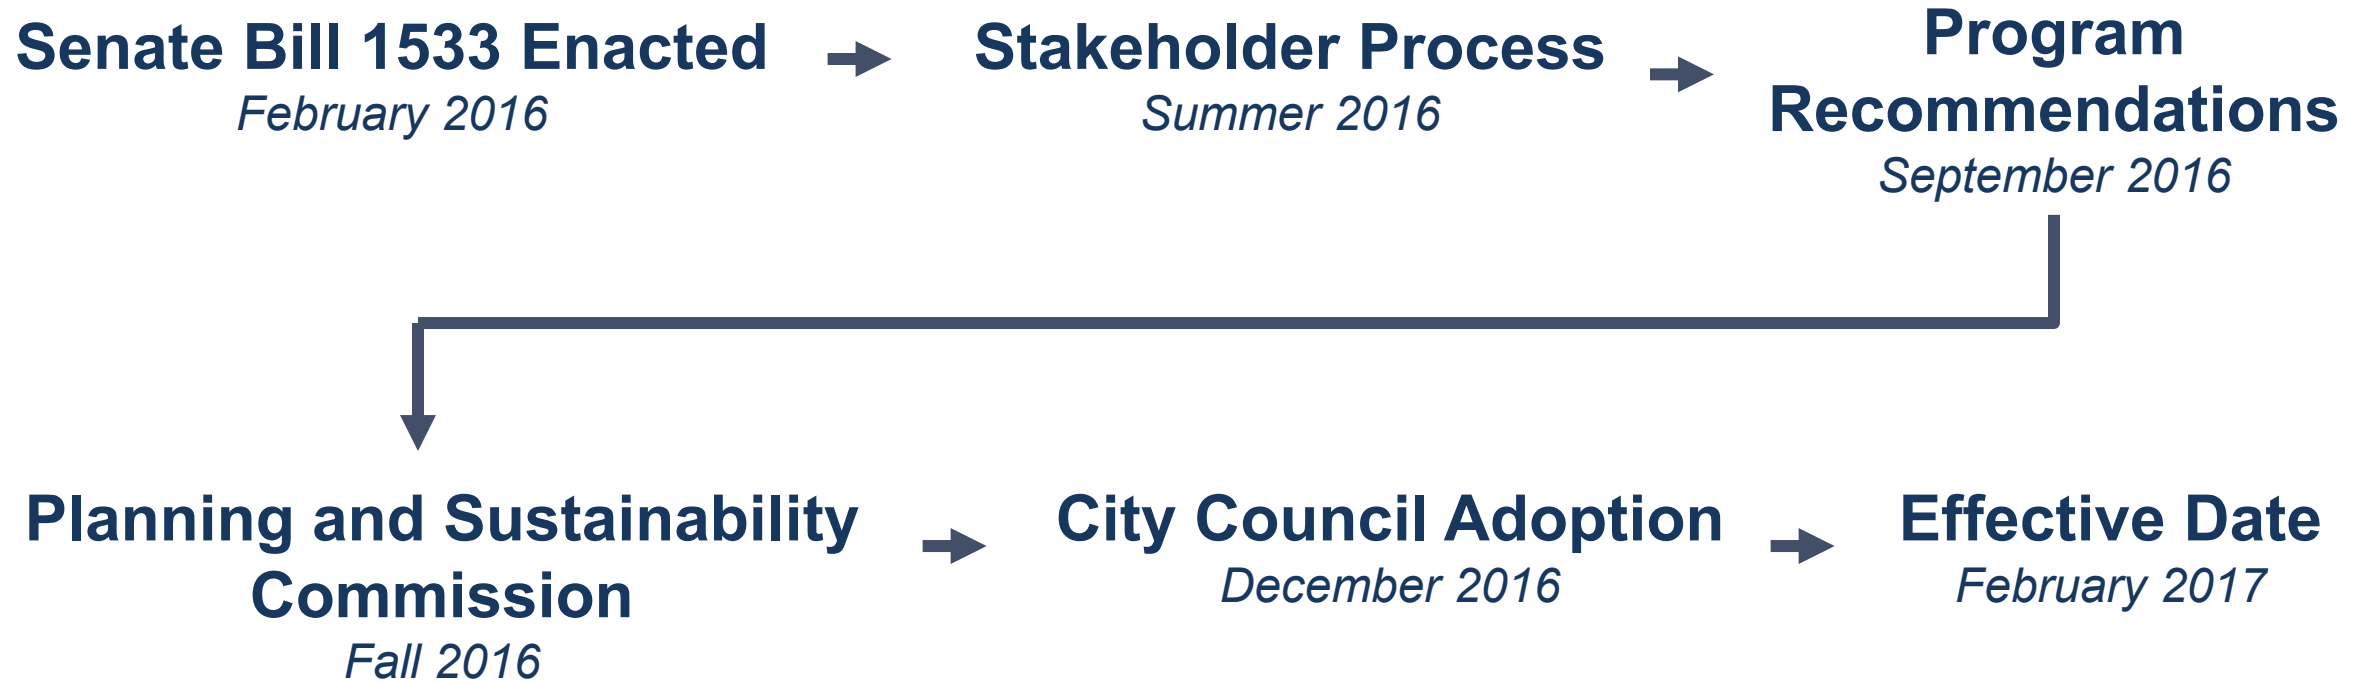 Senate Bill 1533 Enacted
February 2016
Stakeholder Process
Summer 2016
Program
Recommendations
September 2016
Planning and Sustainability
Commission
Fall 2016
City Council Adoption
December 2016
Effective Date
February 2017